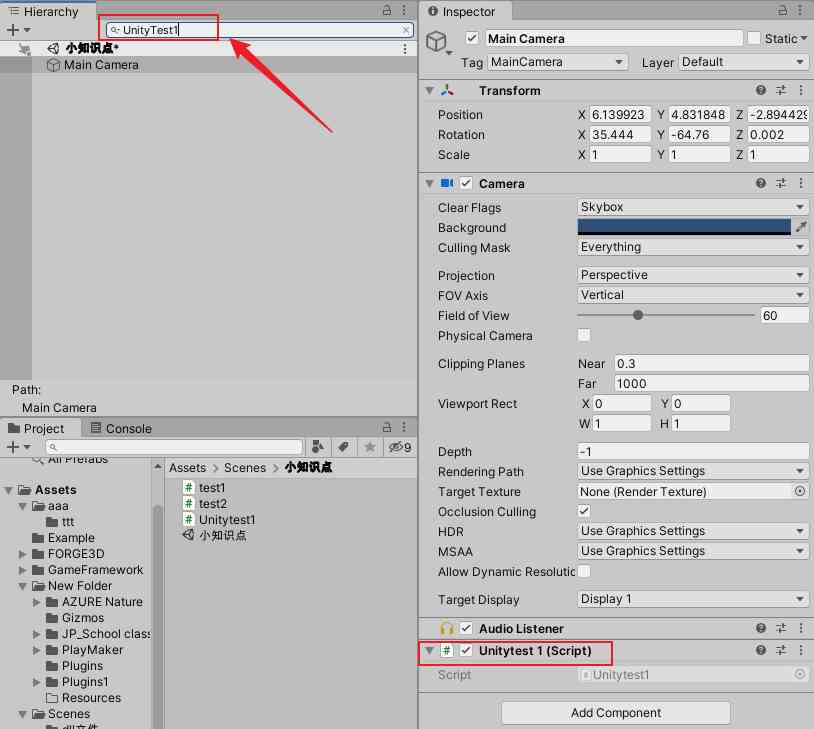 Hierarchy
UnityTest1
小知识点*
Main Camera
Path:
Main Camera
Project
Console
9
All Prefabs
Assets
aaa
ttt
Example
FORGE3D
GameFramework
New Folder
AZURE Nature
Gizmos
JP_School class
PlayMaker
Plugins
Plugins1
Resources
Scenes
dll文件
Assets > Scenes > 小知识点
test1
test2
Unitytest1
小知识点
Inspector
Main Camera
Static
Tag MainCamera Layer Default
Transform
Position X 6.139923 Y 4.831848 Z -2.894429
Rotation X 35.444 Y -64.76 Z 0.002
Scale X 1 Y 1 Z 1
Camera
Clear Flags Skybox
Background
Culling Mask Everything
Projection Perspective
FOV Axis Vertical
Field of View 60
Physical Camera
Clipping Planes Near 0.3
Far 1000
Viewport Rect X 0 Y 0
W 1 H 1
Depth -1
Rendering Path Use Graphics Settings
Target Texture None (Render Texture)
Occlusion Culling
HDR Use Graphics Settings
MSAA Use Graphics Settings
Allow Dynamic Resolutic
Target Display Display 1
Audio Listener
# Unitytest 1 (Script)
Script Unitytest1
Add Component